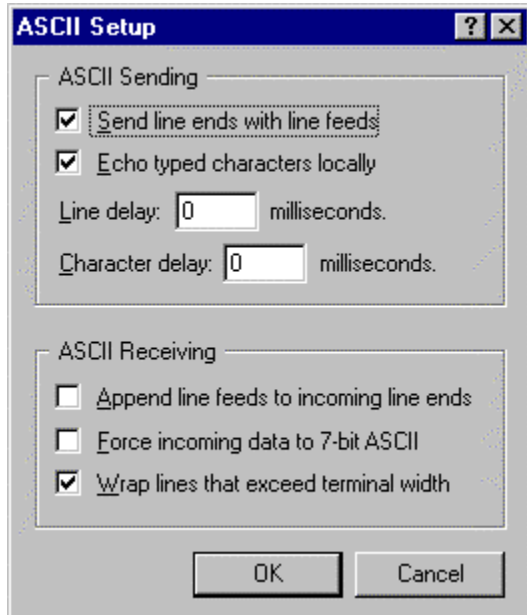 ASCII Setup ? ×
ASCII Sending
Send line ends with line feeds
Echo typed characters locally
Line delay: 0 milliseconds.
Character delay: 0 milliseconds.
ASCII Receiving
Append line feeds to incoming line ends
Force incoming data to 7-bit ASCII
Wrap lines that exceed terminal width
OK Cancel